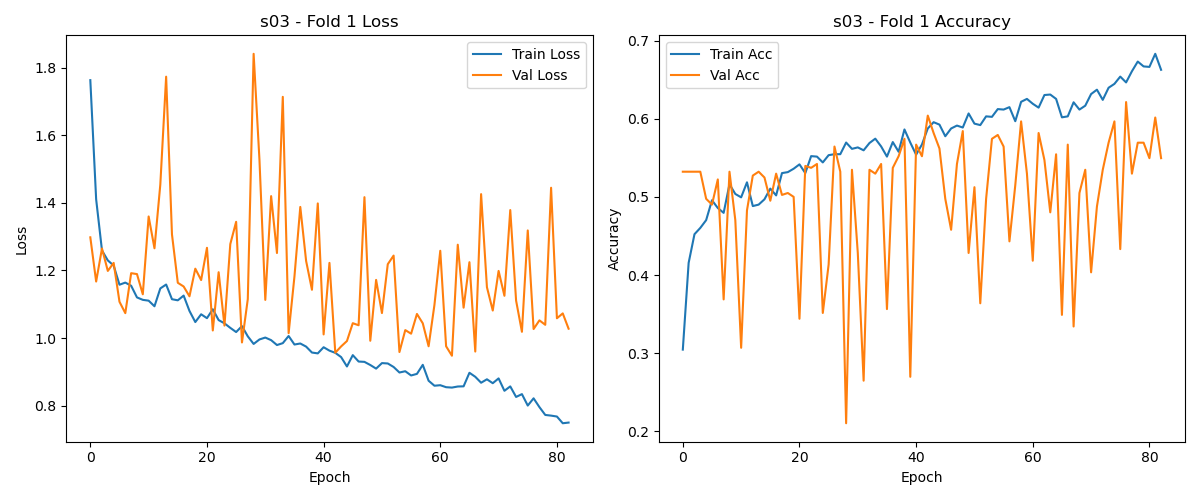 s03 - Fold 1 Loss
Train Loss
Val Loss
1.8
1.6
1.4
1.2
1.0
0.8
Loss
0 20 40 60 80
Epoch
s03 - Fold 1 Accuracy
Train Acc
Val Acc
0.7
0.6
0.5
0.4
0.3
0.2
Accuracy
0 20 40 60 80
Epoch